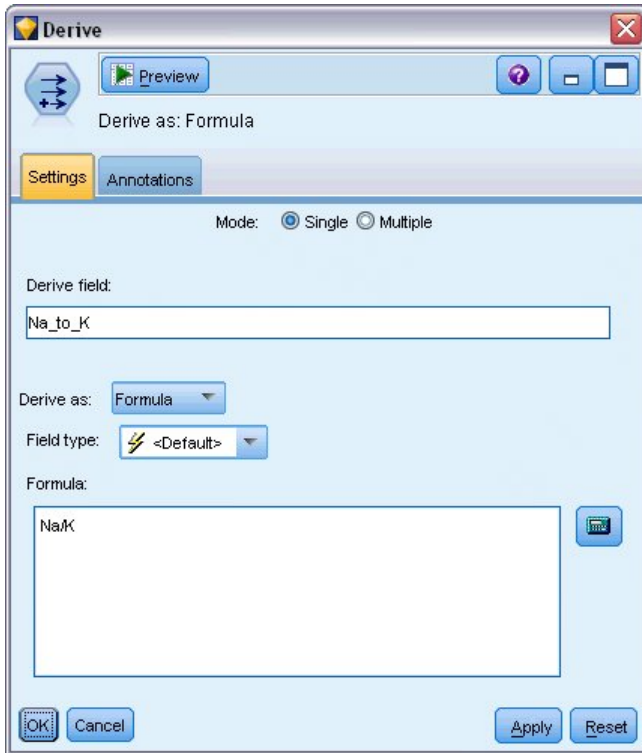 Derive
Preview
Derive as: Formula
Settings Annotations
Mode: Single Multiple
Derive field:
Na_to_K
Derive as: Formula
Field type: <Default>
Formula:
Na/K
OK Cancel Apply Reset